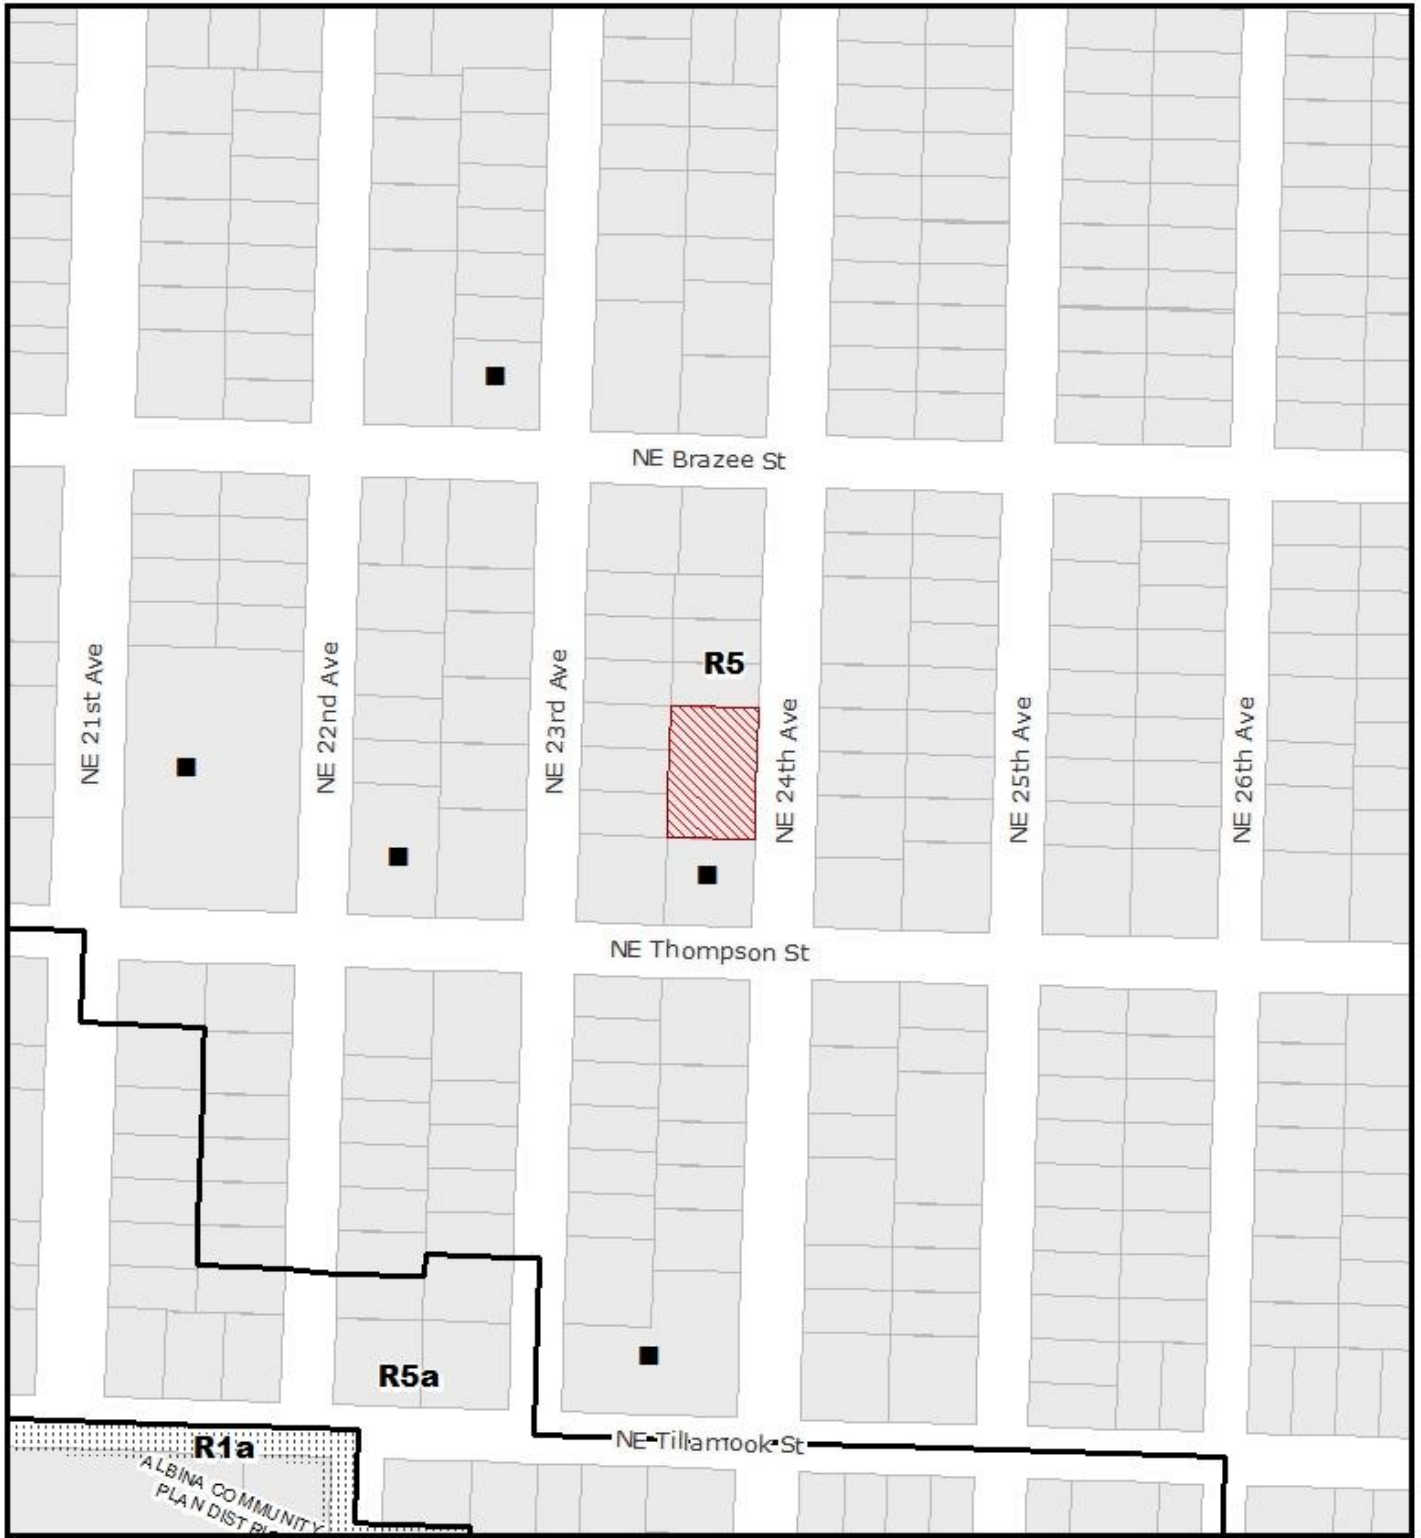 NE Brazee St
R5
NE 21st Ave
NE 22nd Ave
NE 23rd Ave
NE 24th Ave
NE 25th Ave
NE 26th Ave
NE Thompson St
R5a
NE Tillamook St
R1a
ALBINA COMMUNITY
PLAN DIST